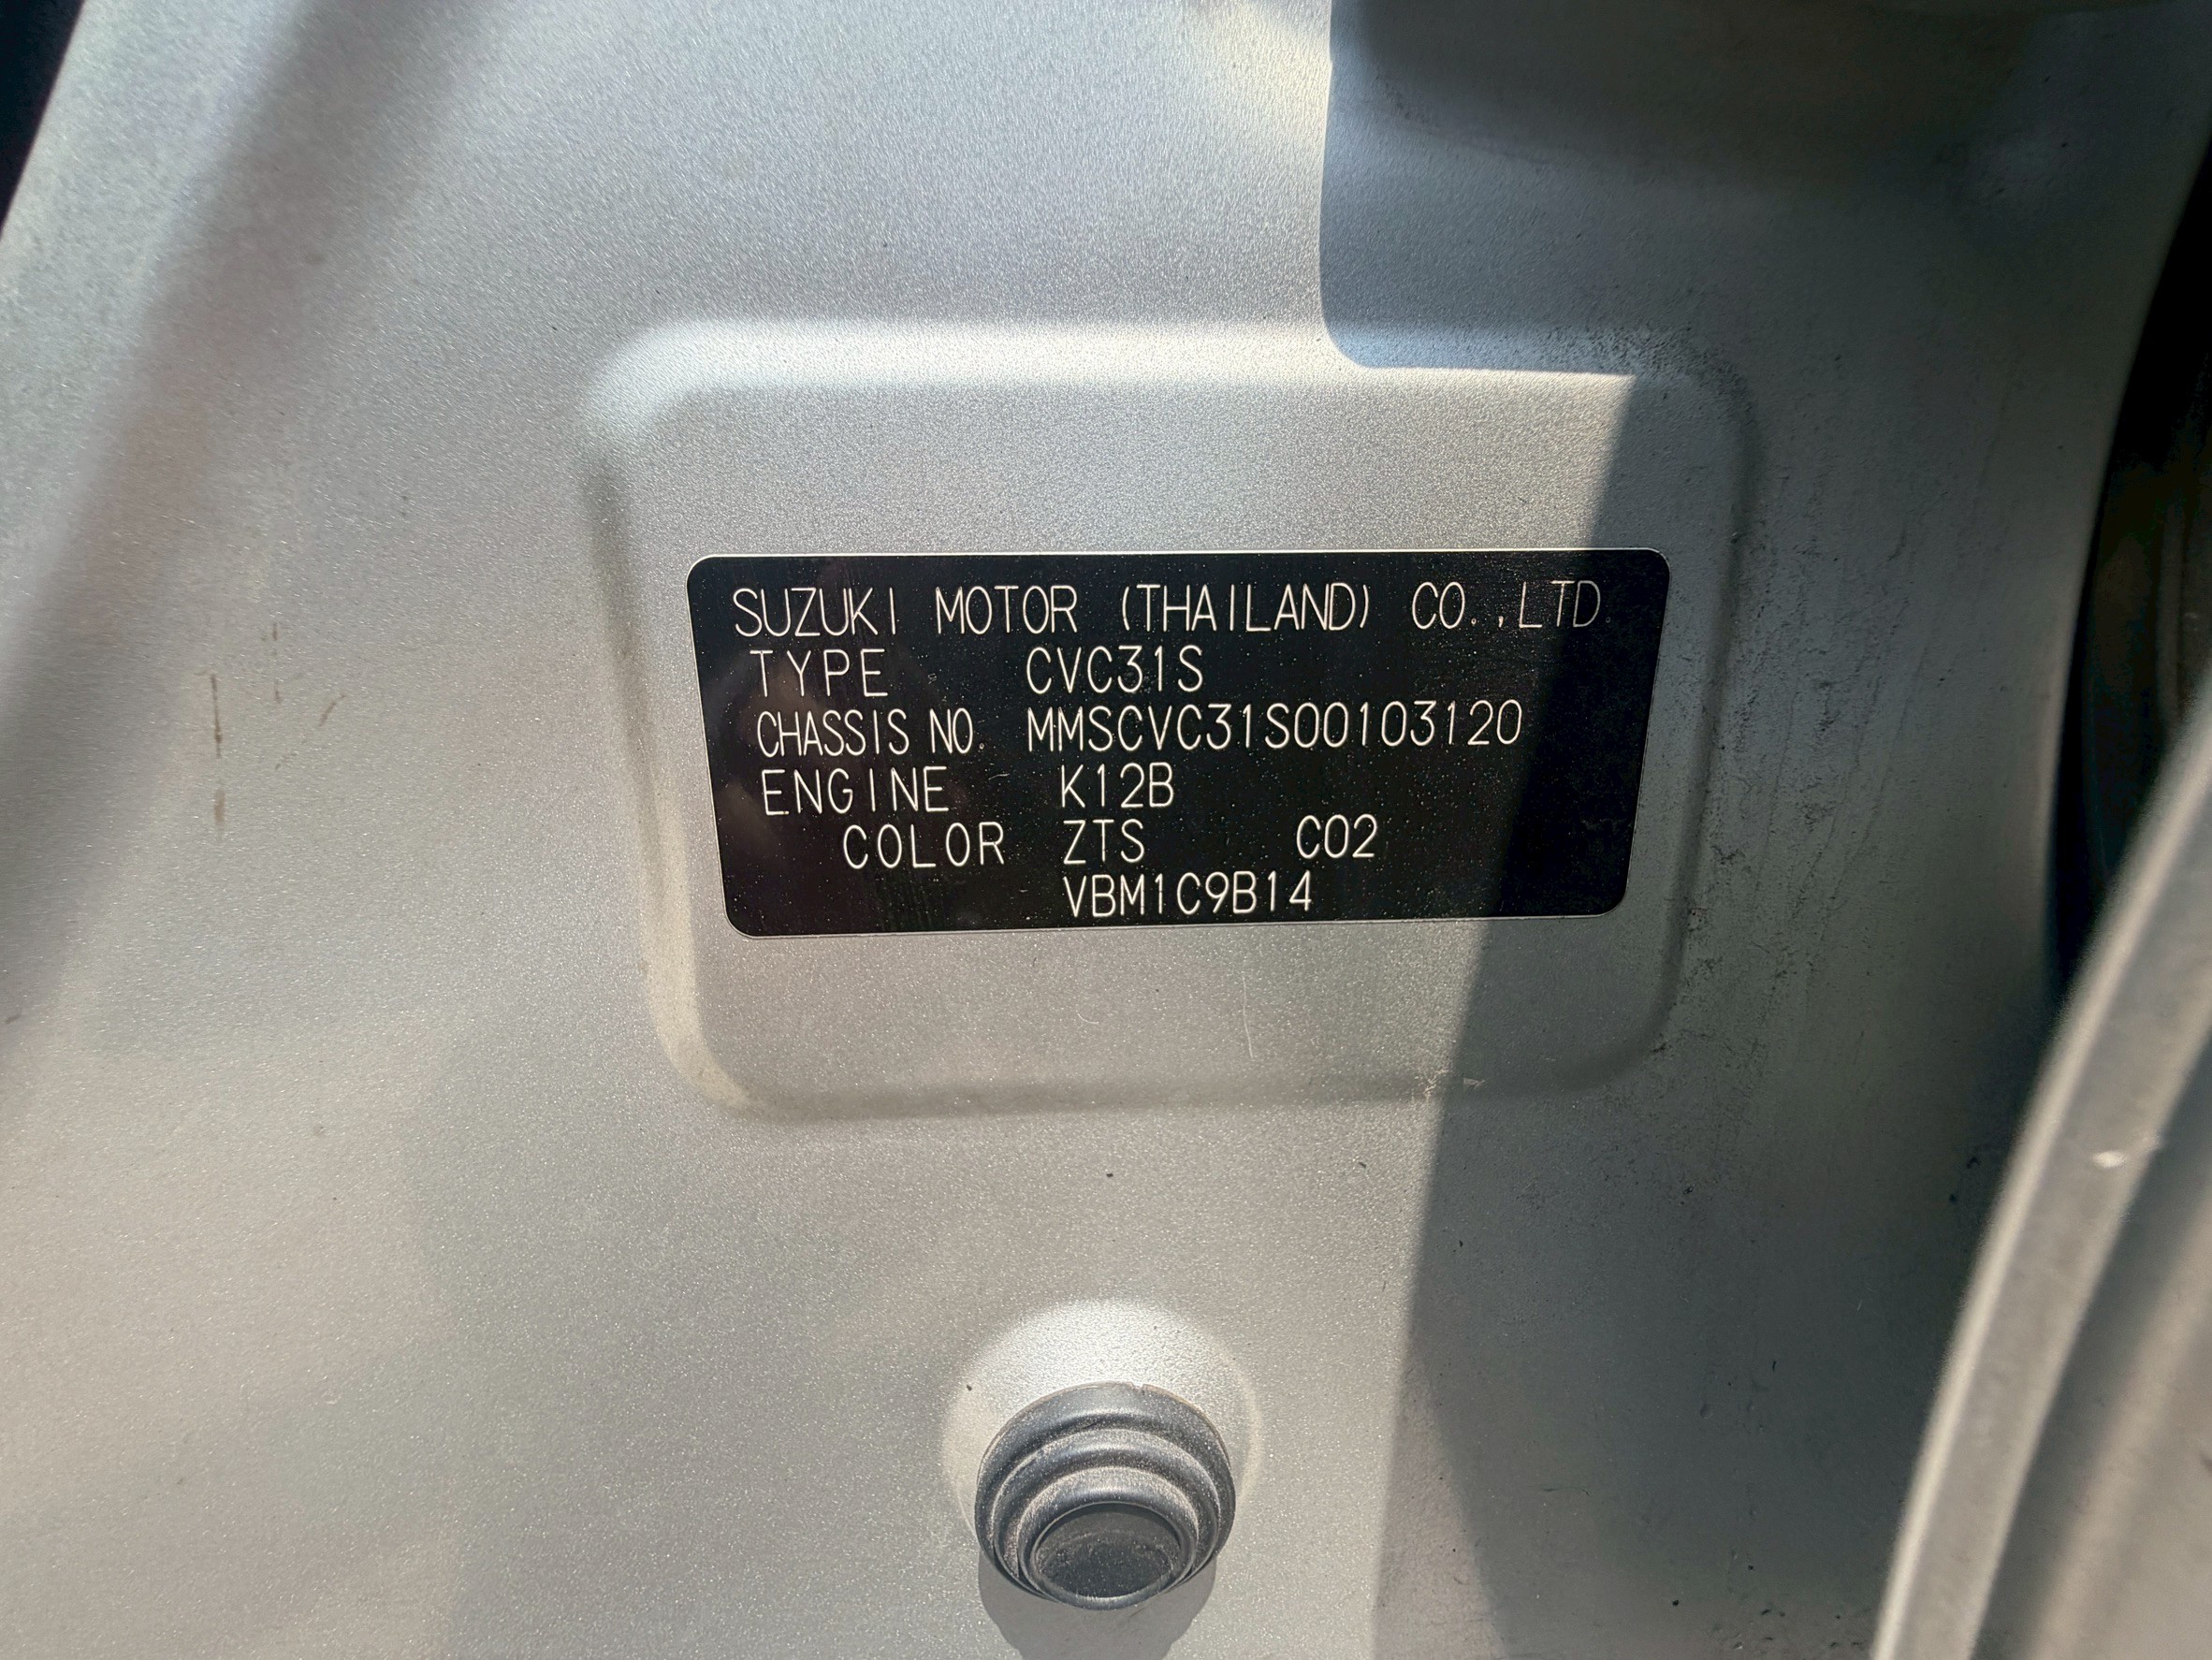 SUZUKI MOTOR (THAILAND) CO.,LTD.
TYPE CVC31S
CHASSIS NO. MMSCVC31S00103120
ENGINE K12B
COLOR ZTS C02
VBM1C9B14